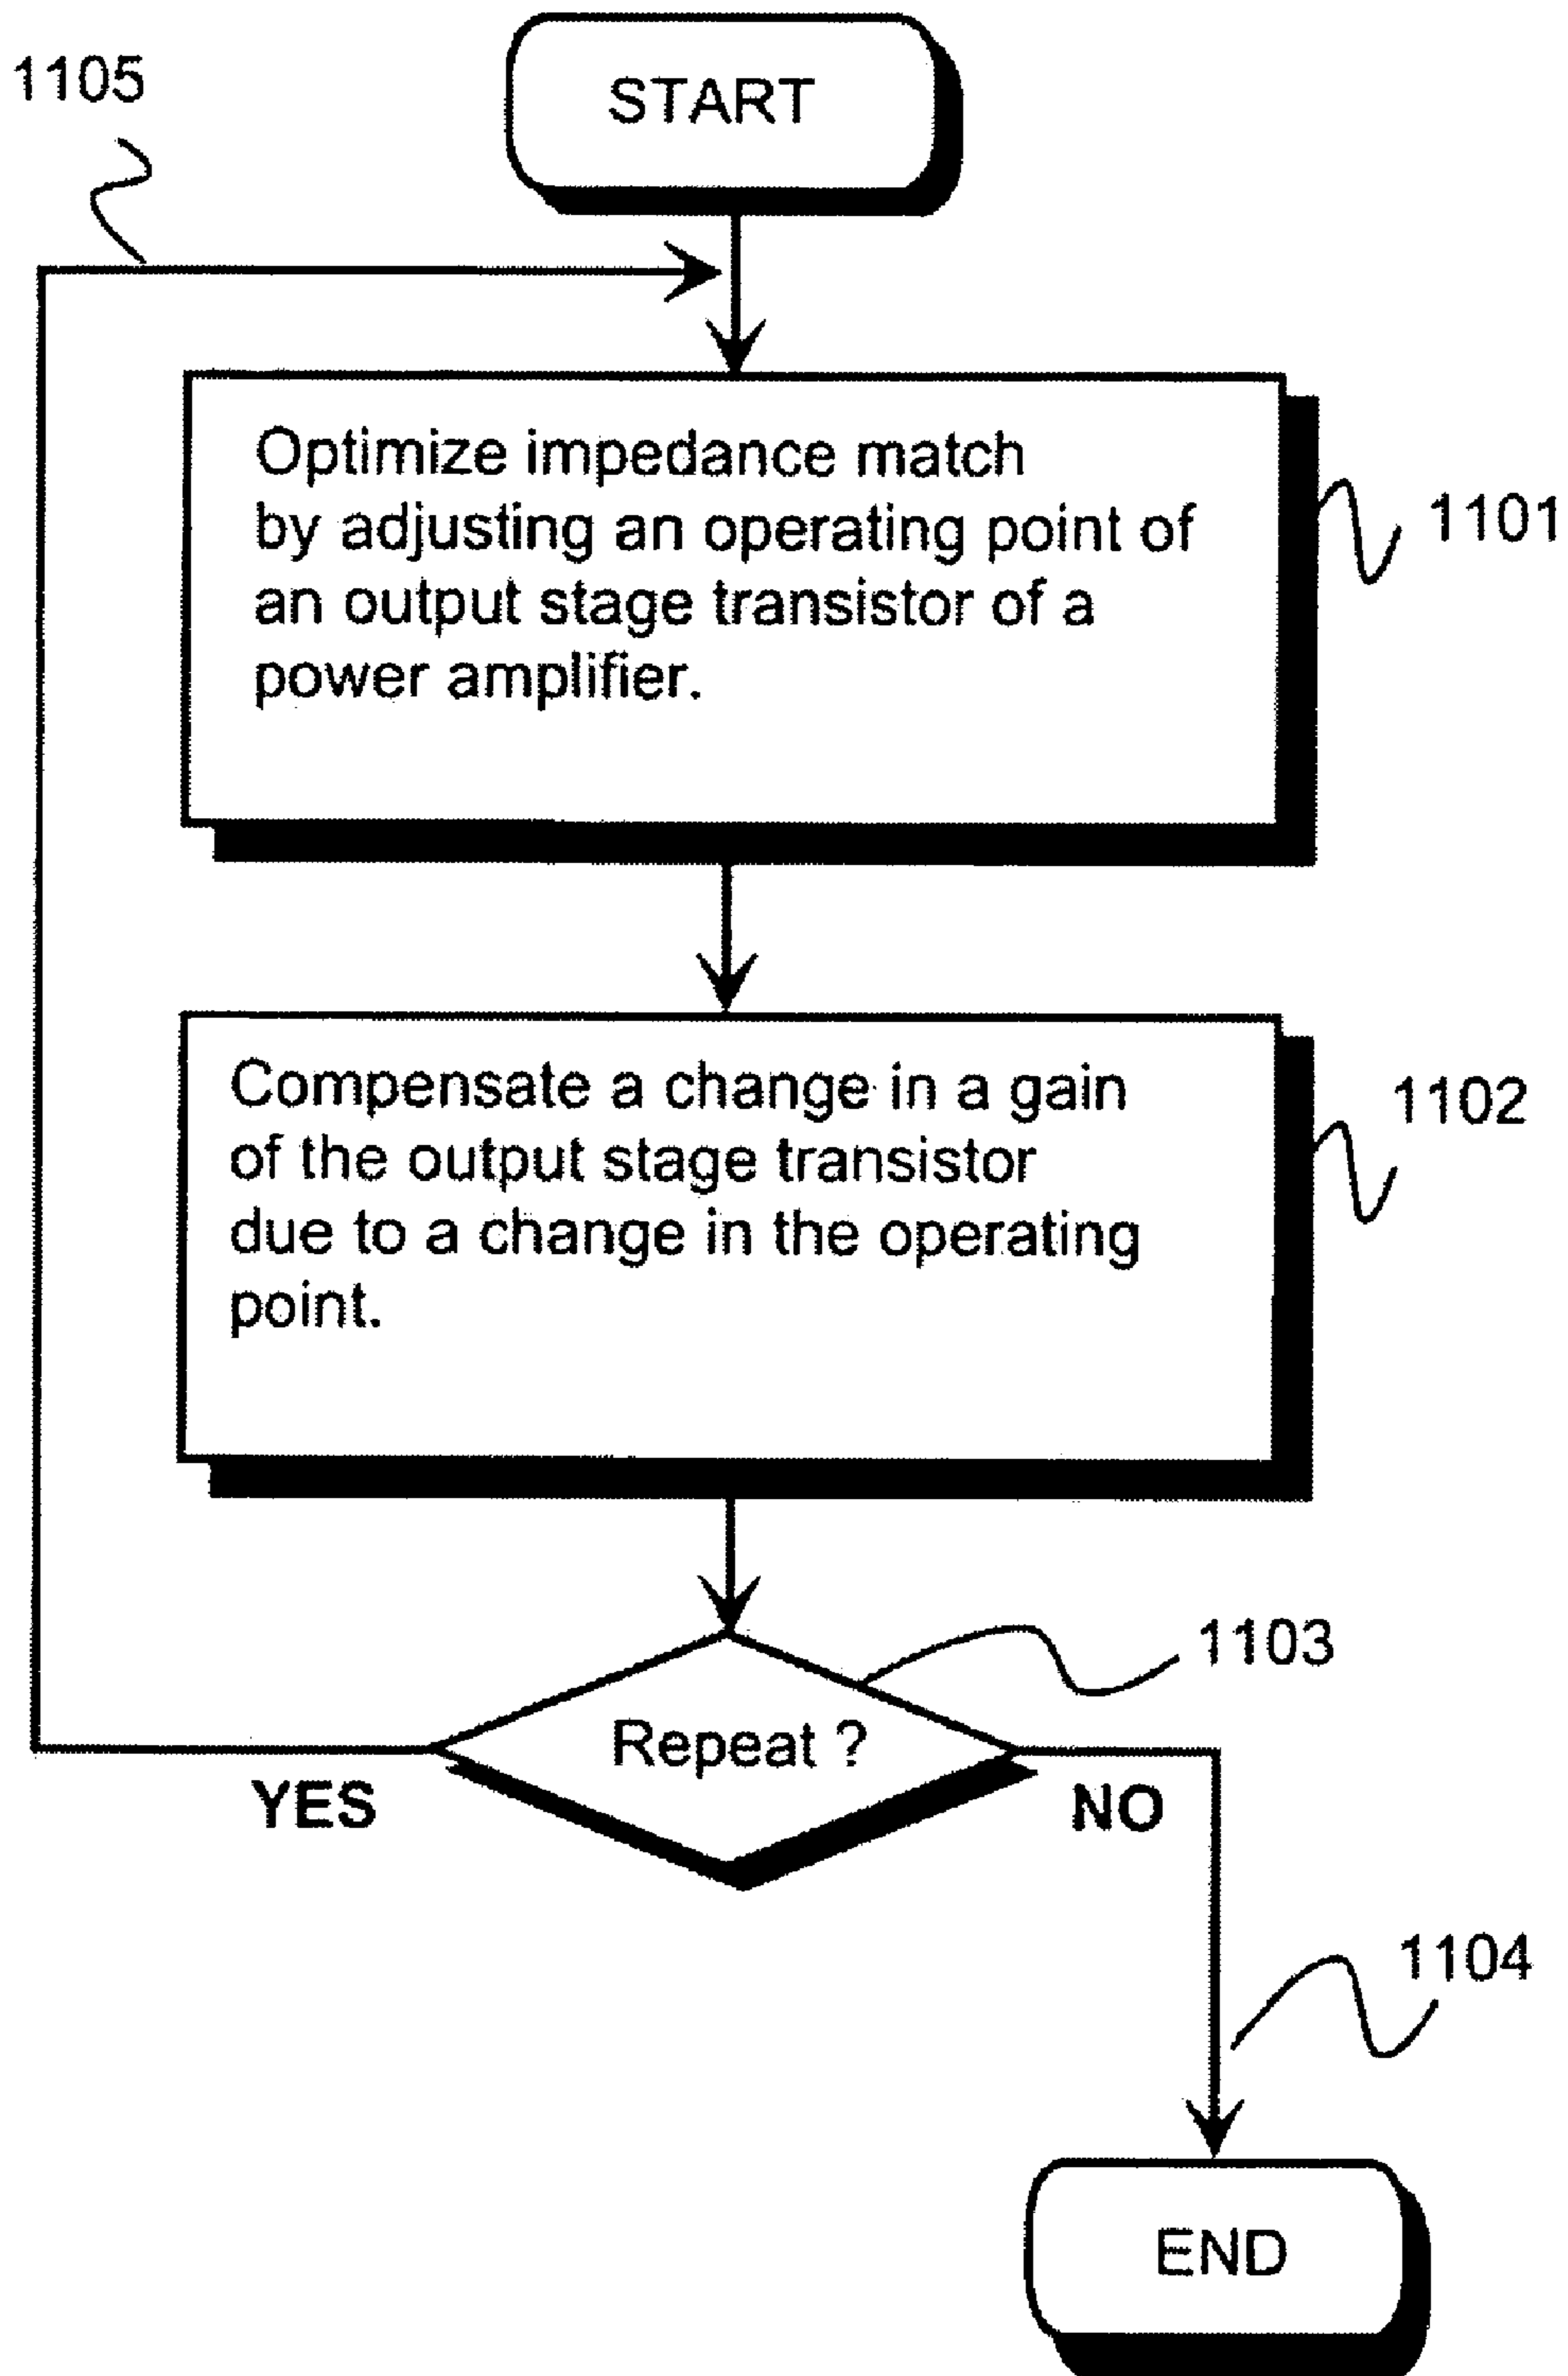 1105
START
Optimize impedance match
by adjusting an operating point of
an output stage transistor of a
power amplifier.
1101
Compensate a change in a gain
of the output stage transistor
due to a change in the operating
point.
1102
1103
Repeat ?
YES
NO
1104
END